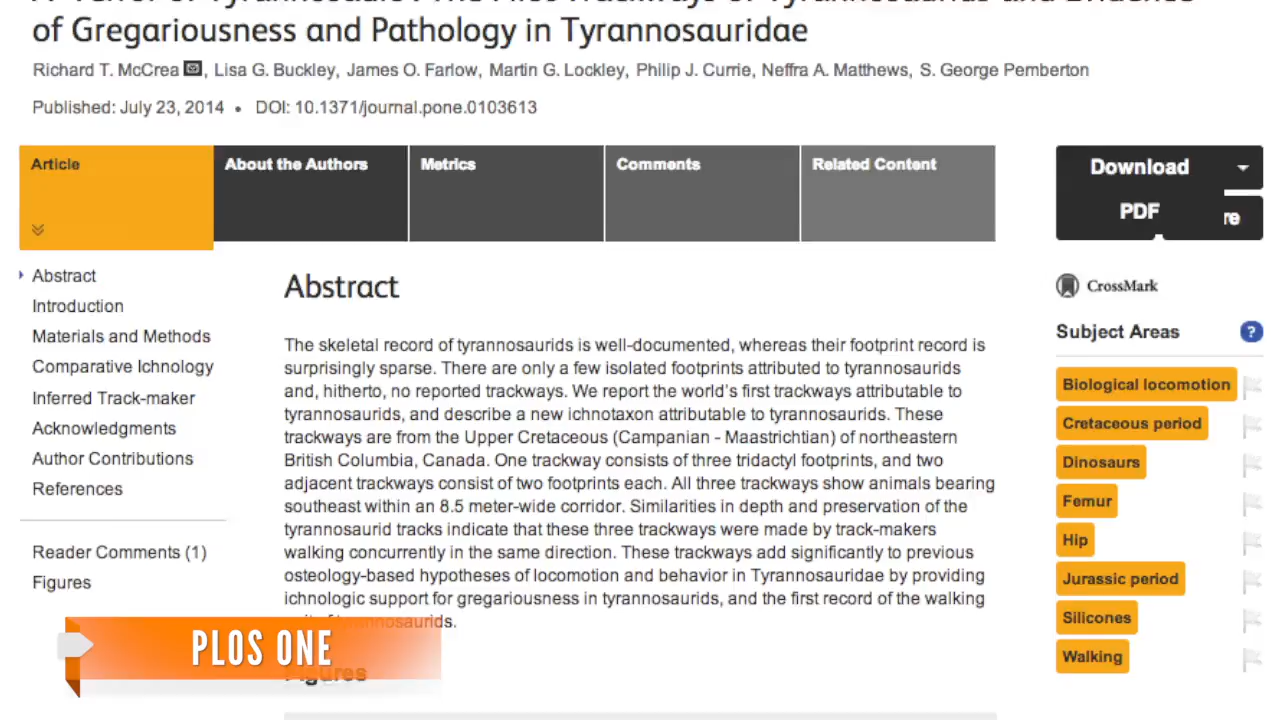 of Gregariousness and Pathology in Tyrannosauridae
Richard T. McCrea, Lisa G. Buckley, James O. Farlow, Martin G. Lockley, Philip J. Currie, Neffra A. Matthews, S. George Pemberton
Published: July 23, 2014 • DOI: 10.1371/journal.pone.0103613
Article
About the Authors
Metrics
Comments
Related Content
Download
PDF
re
Abstract
Introduction
Materials and Methods
Comparative Ichnology
Inferred Track-maker
Acknowledgments
Author Contributions
References
Reader Comments (1)
Figures
Abstract
The skeletal record of tyrannosaurids is well-documented, whereas their footprint record is
surprisingly sparse. There are only a few isolated footprints attributed to tyrannosaurids
and, hitherto, no reported trackways. We report the world's first trackways attributable to
tyrannosaurids, and describe a new ichnotaxon attributable to tyrannosaurids. These
trackways are from the Upper Cretaceous (Campanian - Maastrichtian) of northeastern
British Columbia, Canada. One trackway consists of three tridactyl footprints, and two
adjacent trackways consist of two footprints each. All three trackways show animals bearing
southeast within an 8.5 meter-wide corridor. Similarities in depth and preservation of the
tyrannosaurid tracks indicate that these three trackways were made by track-makers
walking concurrently in the same direction. These trackways add significantly to previous
osteology-based hypotheses of locomotion and behavior in Tyrannosauridae by providing
ichnologic support for gregariousness in tyrannosaurids, and the first record of the walking
gait of tyrannosaurids.
Figures
CrossMark
Subject Areas ?
Biological locomotion
Cretaceous period
Dinosaurs
Femur
Hip
Jurassic period
Silicones
Walking
PLOS ONE